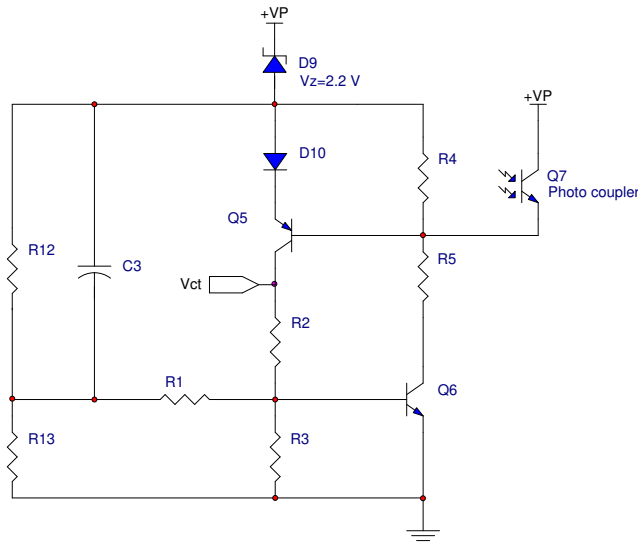 +VP
D9
Vz=2.2 V
+VP
D10
R4
Q7
Photo coupler
Q5
R12
C3
R5
Vct
R2
R1
Q6
R13
R3